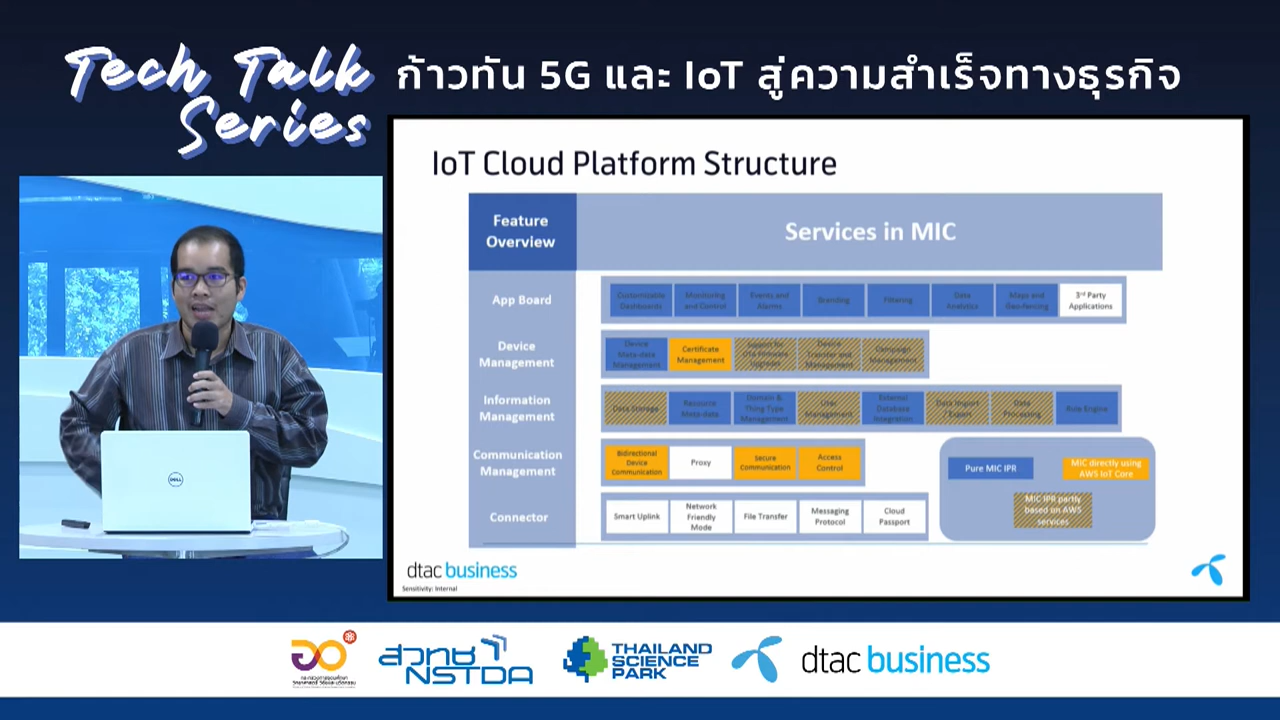 Tech Talk
Series
ก้าวทัน 5G และ IoT สู่ความสำเร็จทางธุรกิจ
IoT Cloud Platform Structure
Feature
Overview
Services in MIC
App Board
Customizable
Dashboards
Monitoring
and Control
Events and
Alarms
Branding
Filtering
Data
Analytics
Maps and
Geo-fencing
3rd Party
Applications
Device
Management
Device
Meta-data
Management
Certificate
Management
Support for
OTA Firmware
Upgrades
Device
Transfer and
Management
Campaign
Management
Information
Management
Data Storage
Resource
Meta-data
Domain &
Thing Type
Management
User
Management
External
Database
Integration
Data Import
/ Export
Data
Processing
Rule Engine
Communication
Management
Bidirectional
Device
Communication
Proxy
Secure
Communication
Access
Control
Connector
Smart Uplink
Network
Friendly
Mode
File Transfer
Messaging
Protocol
Cloud
Passport
Pure MIC IPR
MIC directly using
AWS IoT Core
MIC IPR partly
based on AWS
services
dtac business
Sensitivity: Internal
DELL
สวทช
NSTDA
THAILAND
SCIENCE
PARK
dtac business